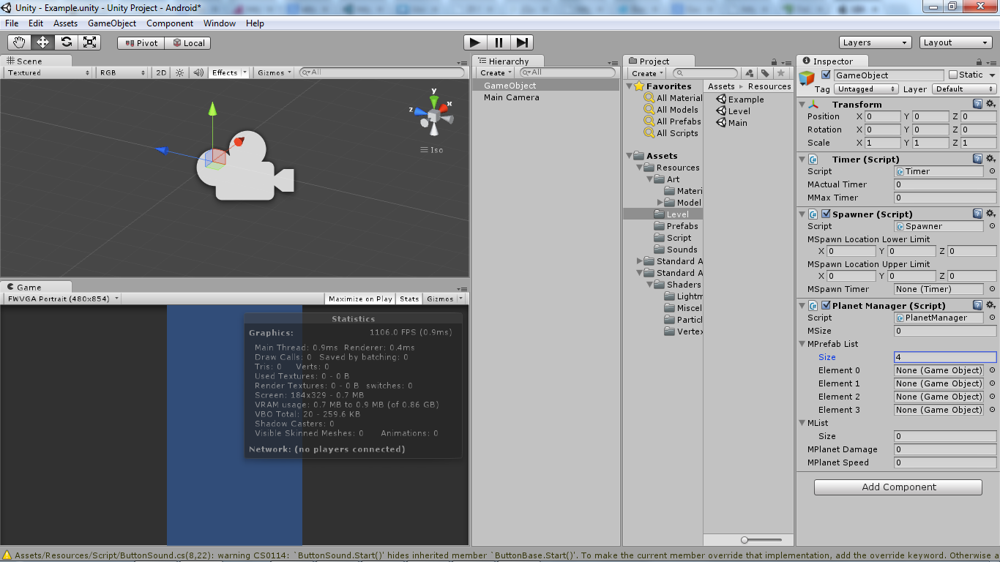 Unity - Example.unity - Unity Project - Android*
File Edit Assets GameObject Component Window Help
Pivot Local
Layers Layout
Scene
Textured RGB 2D Effects Gizmos All
y
x
z
Iso
Game
FWVGA Portrait (480x854) Maximize on Play Stats Gizmos
Statistics
Graphics: 1106.0 FPS (0.9ms)
Main Thread: 0.9ms Renderer: 0.4ms
Draw Calls: 0 Saved by batching: 0
Tris: 0 Verts: 0
Used Textures: 0 - 0 B
Render Textures: 0 - 0 B switches: 0
Screen: 184x329 - 0.7 MB
VRAM usage: 0.7 MB to 0.9 MB (of 0.86 GB)
VBO Total: 20 - 259.6 KB
Shadow Casters: 0
Visible Skinned Meshes: 0 Animations: 0
Network: (no players connected)
Hierarchy
Create All
GameObject
Main Camera
Project
Create
Favorites
All Material
All Models
All Prefabs
All Scripts
Assets
Resources
Art
Materi
Model
Level
Prefabs
Script
Sounds
Standard A
Standard A
Shaders
Lightm
Miscel
Particl
Vertex
Assets Resources
Example
Level
Main
Inspector
GameObject Static
Tag Untagged Layer Default
Transform
Position X 0 Y 0 Z 0
Rotation X 0 Y 0 Z 0
Scale X 1 Y 1 Z 1
Timer (Script)
Script Timer
MActual Timer 0
MMax Timer 0
Spawner (Script)
Script Spawner
MSpawn Location Lower Limit
X 0 Y 0 Z 0
MSpawn Location Upper Limit
X 0 Y 0 Z 0
MSpawn Timer None (Timer)
Planet Manager (Script)
Script PlanetManager
MSize 0
MPrefab List
Size 4
Element 0 None (Game Object)
Element 1 None (Game Object)
Element 2 None (Game Object)
Element 3 None (Game Object)
MList
Size 0
MPlanet Damage 0
MPlanet Speed 0
Add Component
Assets/Resources/Script/ButtonSound.cs(8,22): warning CS0114: `ButtonSound.Start()' hides inherited member `ButtonBase.Start()'. To make the current member override that implementation, add the override keyword. Otherwise a